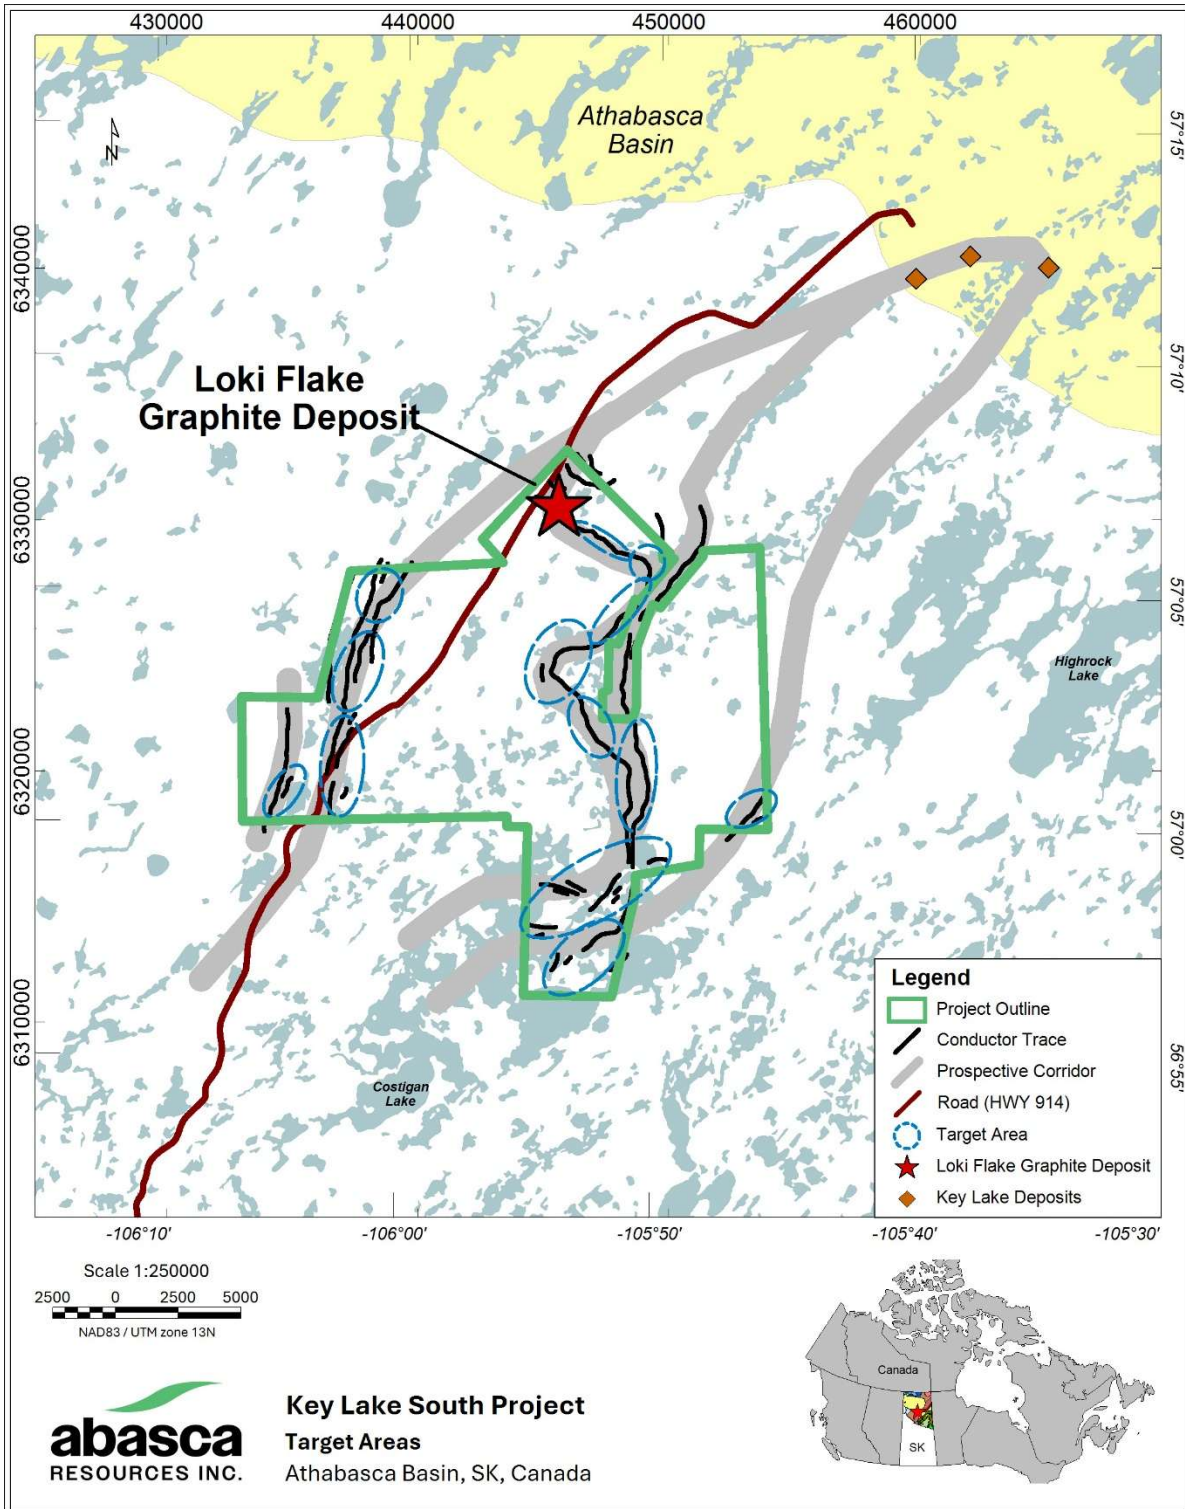 430000
440000
450000
460000
Athabasca
Basin
N
57°15'
6340000
57°10'
Loki Flake
Graphite Deposit
6330000
57°05'
Highrock
Lake
6320000
57°00'
6310000
Costigan
Lake
56°55'
Legend
Project Outline
Conductor Trace
Prospective Corridor
Road (HWY 914)
Target Area
Loki Flake Graphite Deposit
Key Lake Deposits
-106°10'
-106°00'
-105°50'
-105°40'
-105°30'
Scale 1:250000
2500 0 2500 5000
NAD83 / UTM zone 13N
Canada
SK
abasca
RESOURCES INC.
Key Lake South Project
Target Areas
Athabasca Basin, SK, Canada